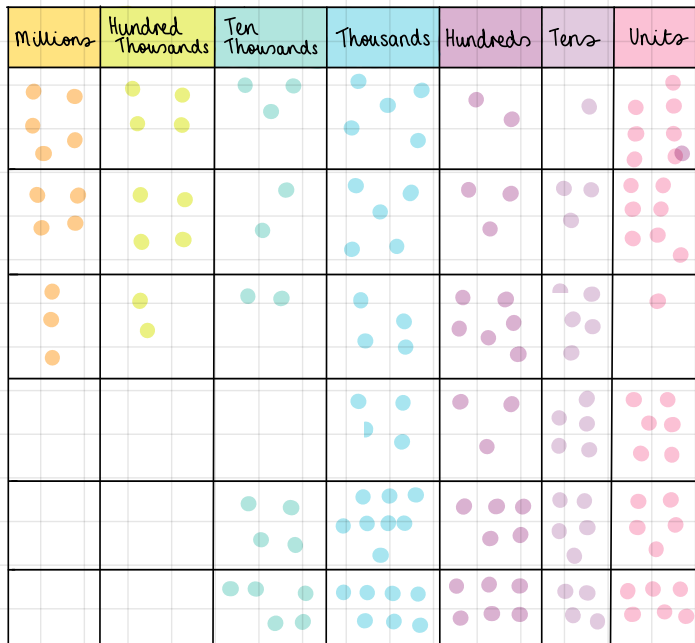 Millions
Hundred
Thousands
Ten
Thousands
Thousands
Hundreds
Tens
Units